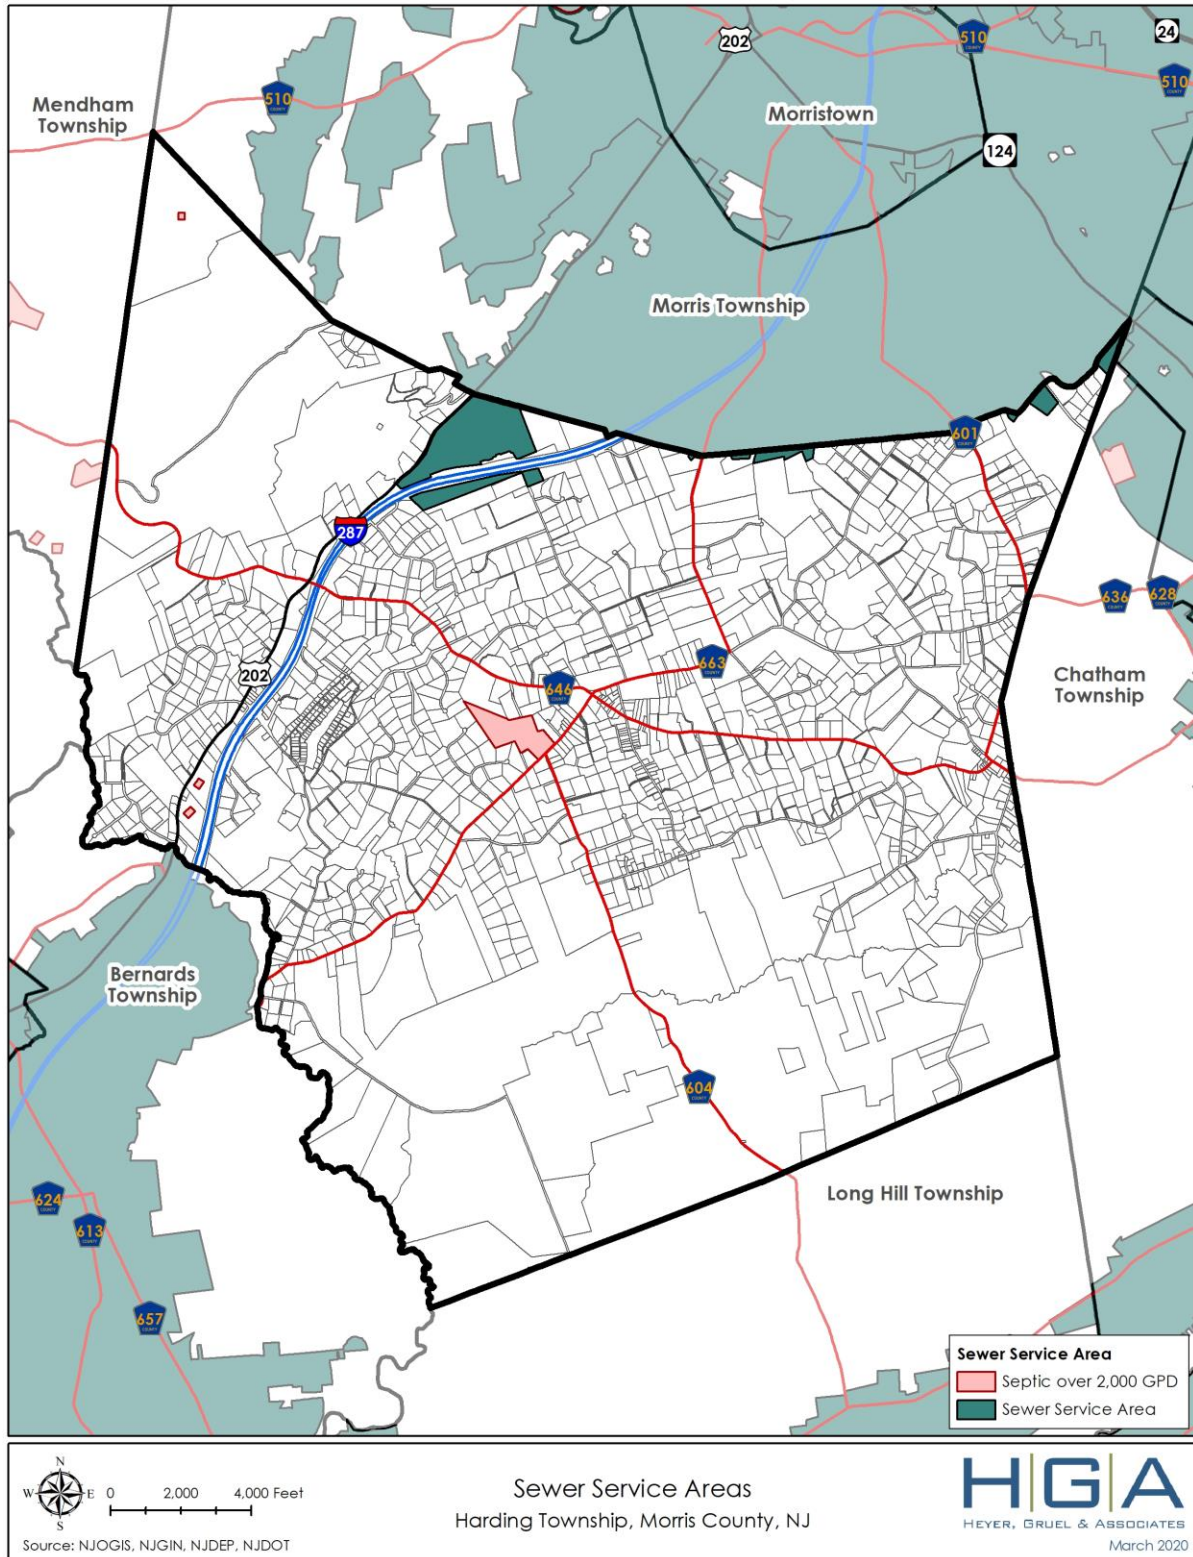 510
202
510
24
510
Mendham
Township
Morristown
124
Morris Township
601
287
636
628
202
646
663
Chatham
Township
Bernards
Township
604
Long Hill Township
624
613
657
Sewer Service Area
Septic over 2,000 GPD
Sewer Service Area
N
W
E
S
0 2,000 4,000 Feet
Source: NJOGIS, NJGIN, NJDEP, NJDOT
Sewer Service Areas
Harding Township, Morris County, NJ
H|G|A
HEYER, GRUEL & ASSOCIATES
March 2020